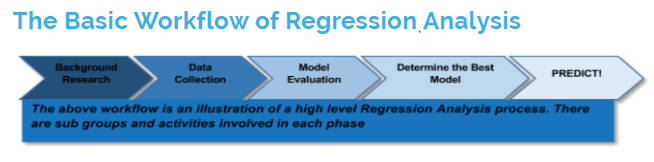 The Basic Workflow of Regression Analysis
Background
Research
Data
Collection
Model
Evaluation
Determine the Best
Model
PREDICT!
The above workflow is an illustration of a high level Regression Analysis process. There
are sub groups and activities involved in each phase